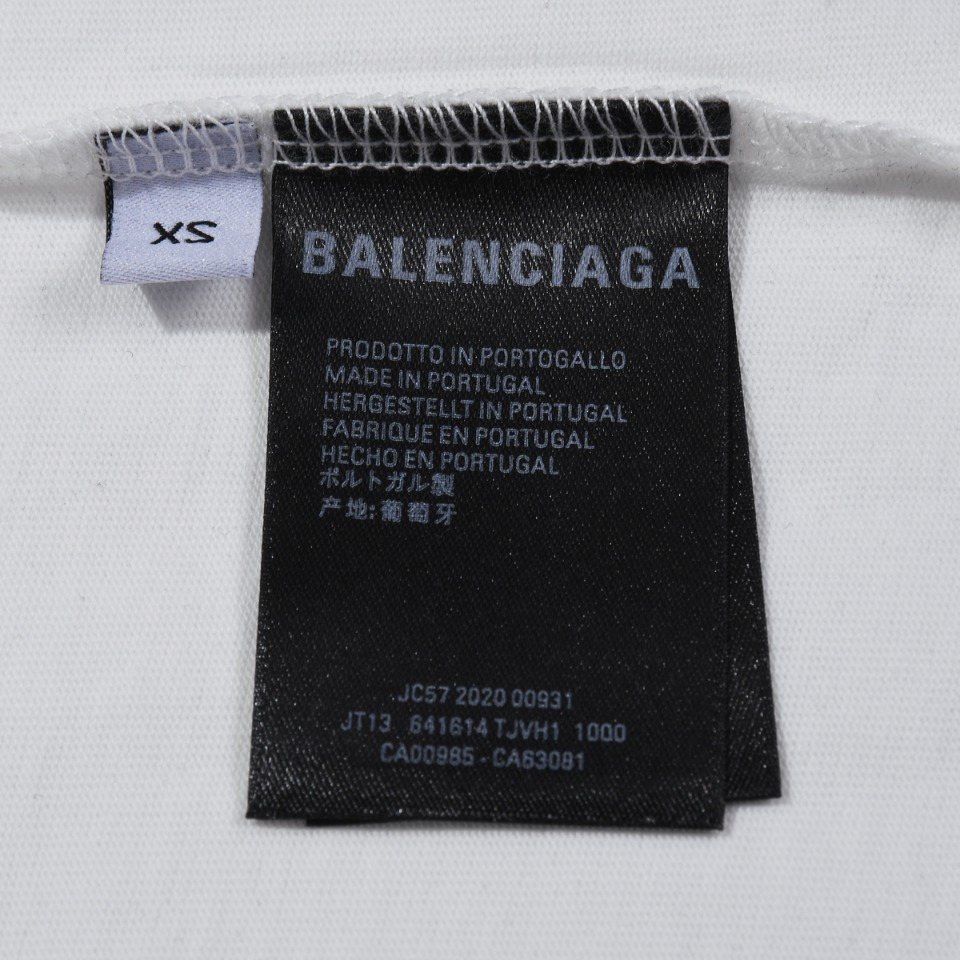 XS
BALENCIAGA
PRODOTTO IN PORTOGALLO
MADE IN PORTUGAL
HERGESTELLT IN PORTUGAL
FABRIQUE EN PORTUGAL
HECHO EN PORTUGAL
ポルトガル製
产地:葡萄牙
JC57 2020 00931
JT13 641614 TJVH1 1000
CA00985 - CA63081